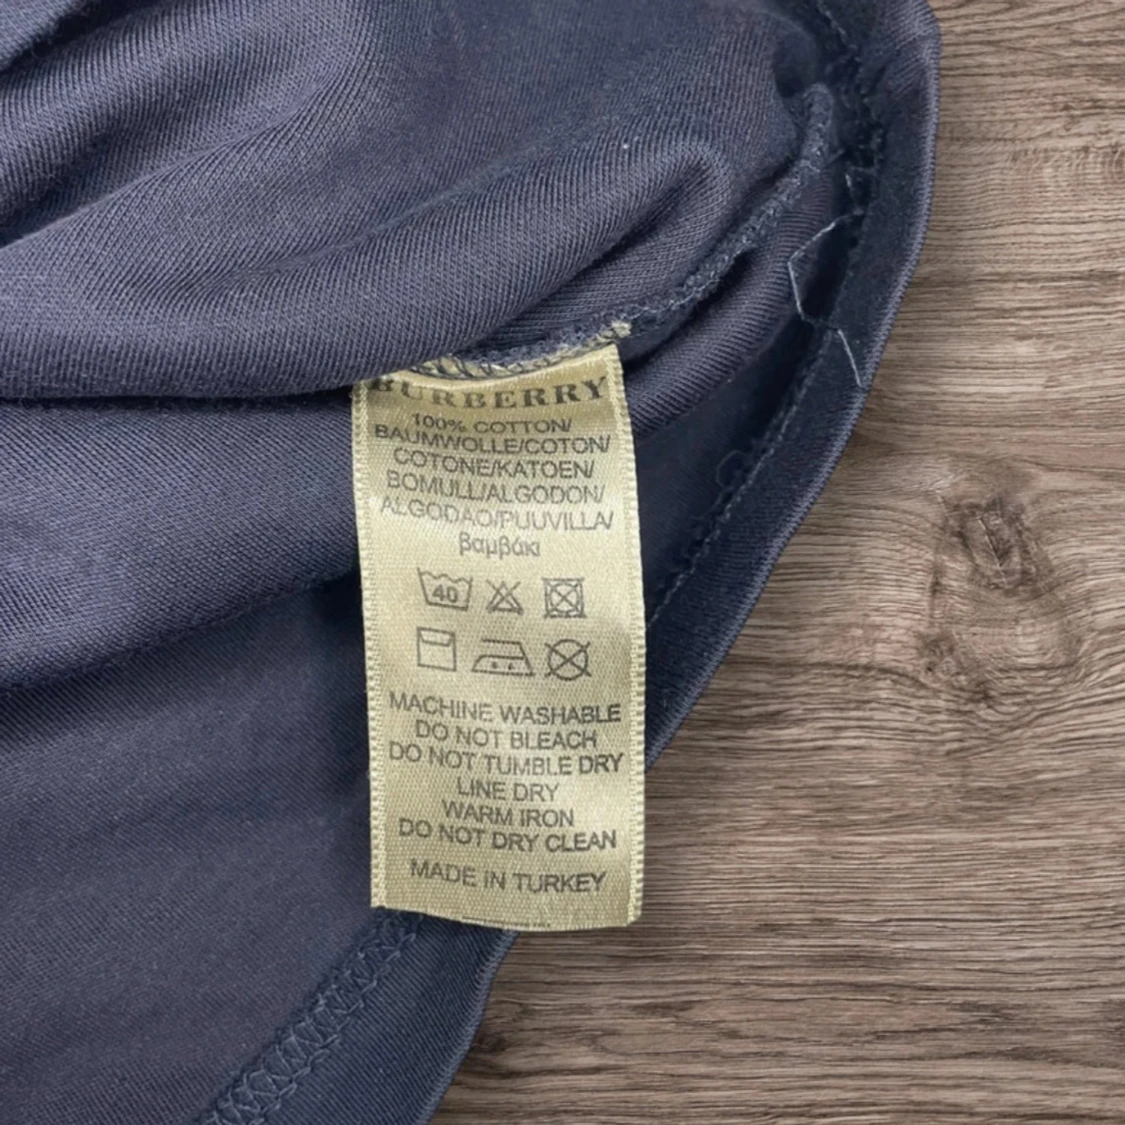 BURBERRY
100% COTTON/
BAUMWOLLE/COTON/
COTONE/KATOEN/
BOMULL/ALGODON/
ALGODAO/PUUVILLA/
βαμβάκι
40
MACHINE WASHABLE
DO NOT BLEACH
DO NOT TUMBLE DRY
LINE DRY
WARM IRON
DO NOT DRY CLEAN
MADE IN TURKEY